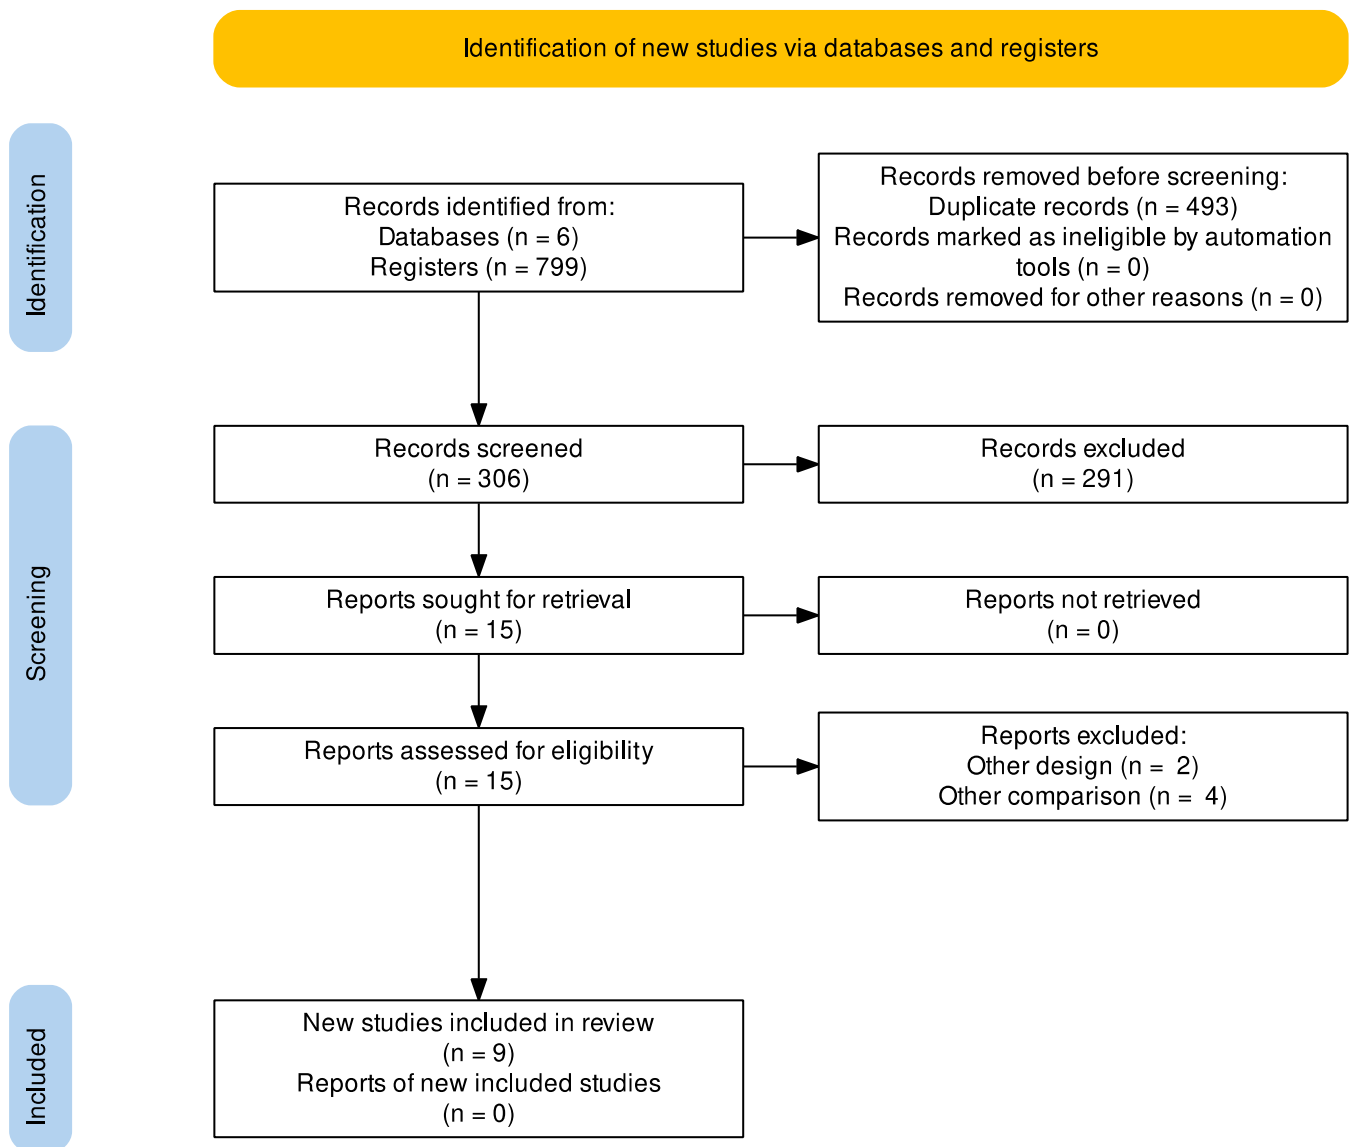 Identification of new studies via databases and registers
Identification
Records identified from:
Databases (n = 6)
Registers (n = 799)
Records removed before screening:
Duplicate records (n = 493)
Records marked as ineligible by automation
tools (n = 0)
Records removed for other reasons (n = 0)
Screening
Records screened
(n = 306)
Records excluded
(n = 291)
Reports sought for retrieval
(n = 15)
Reports not retrieved
(n = 0)
Reports assessed for eligibility
(n = 15)
Reports excluded:
Other design (n =  2)
Other comparison (n =  4)
Included
New studies included in review
(n = 9)
Reports of new included studies
(n = 0)